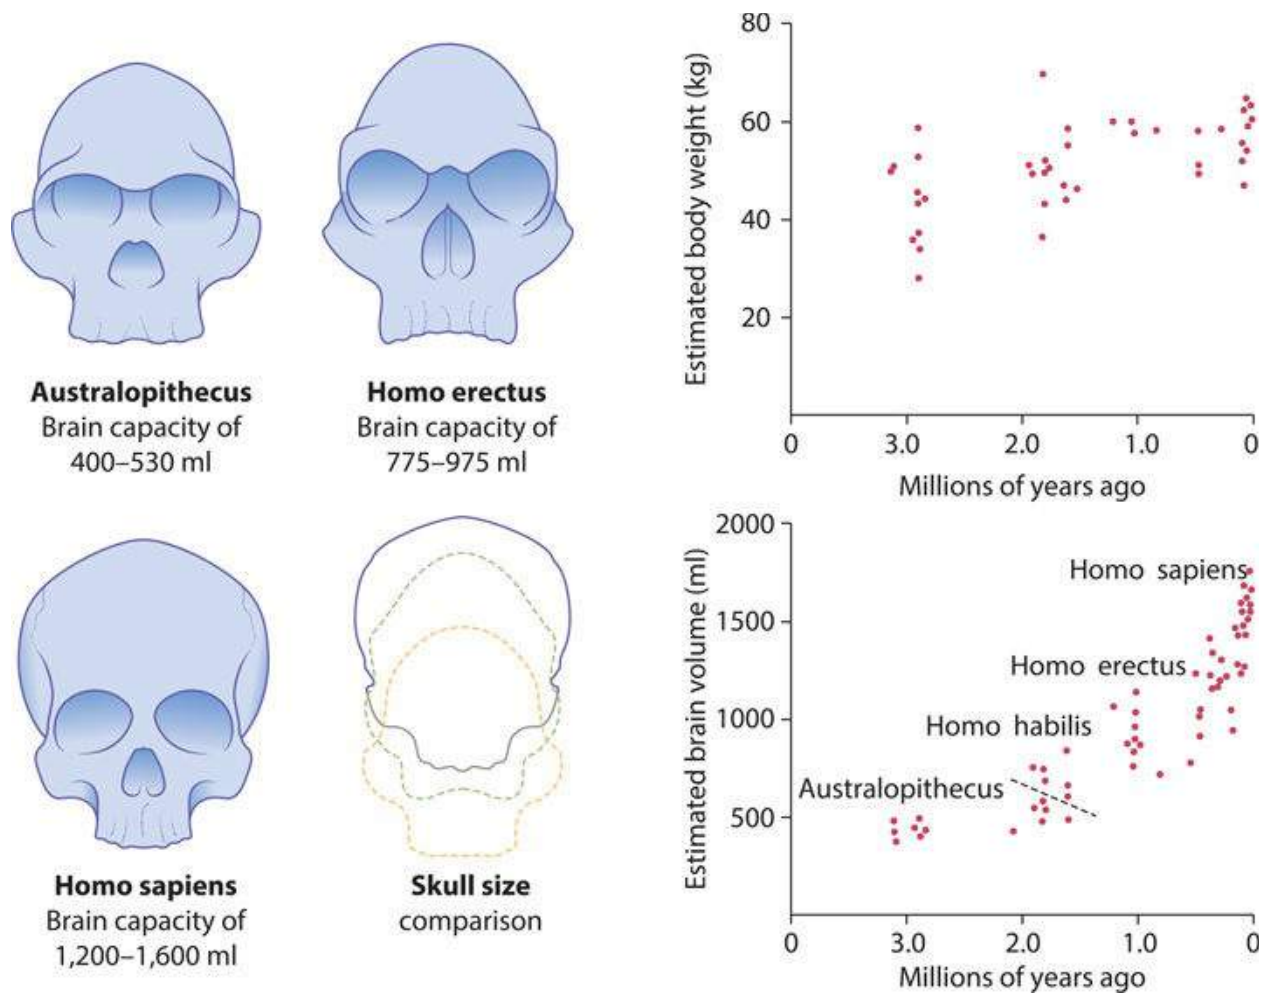 Australopithecus
Brain capacity of
400–530 ml
Homo erectus
Brain capacity of
775–975 ml
Homo sapiens
Brain capacity of
1,200–1,600 ml
Skull size
comparison
Estimated body weight (kg)
80
60
40
20
0
3.0
2.0
1.0
0
Millions of years ago
Estimated brain volume (ml)
2000
1500
1000
500
Homo sapiens
Homo erectus
Homo habilis
Australopithecus
0
3.0
2.0
1.0
0
Millions of years ago